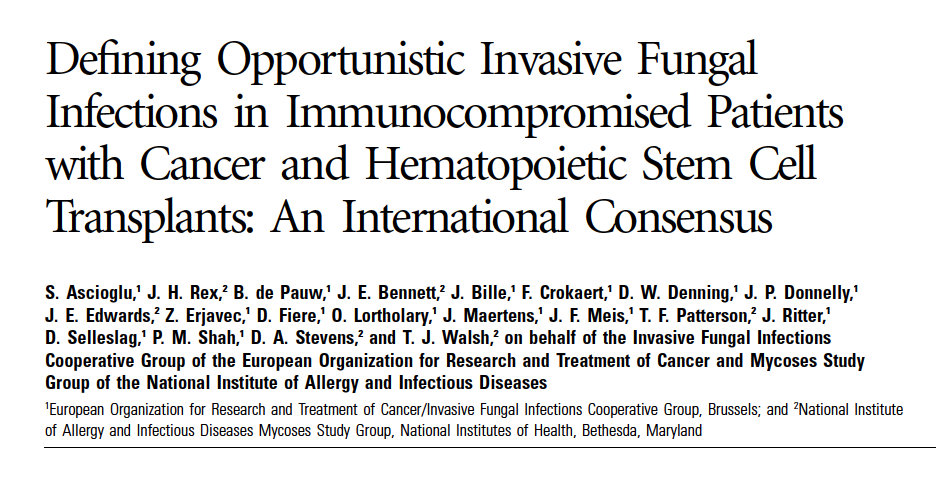 Defining Opportunistic Invasive Fungal
Infections in Immunocompromised Patients
with Cancer and Hematopoietic Stem Cell
Transplants: An International Consensus
S. Ascioglu,¹ J. H. Rex,² B. de Pauw,¹ J. E. Bennett,² J. Bille,¹ F. Crokaert,¹ D. W. Denning,¹ J. P. Donnelly,¹
J. E. Edwards,² Z. Erjavec,¹ D. Fiere,¹ O. Lortholary,¹ J. Maertens,¹ J. F. Meis,¹ T. F. Patterson,² J. Ritter,¹
D. Selleslag,¹ P. M. Shah,¹ D. A. Stevens,² and T. J. Walsh,² on behalf of the Invasive Fungal Infections
Cooperative Group of the European Organization for Research and Treatment of Cancer and Mycoses Study
Group of the National Institute of Allergy and Infectious Diseases
¹European Organization for Research and Treatment of Cancer/Invasive Fungal Infections Cooperative Group, Brussels; and ²National Institute
of Allergy and Infectious Diseases Mycoses Study Group, National Institutes of Health, Bethesda, Maryland